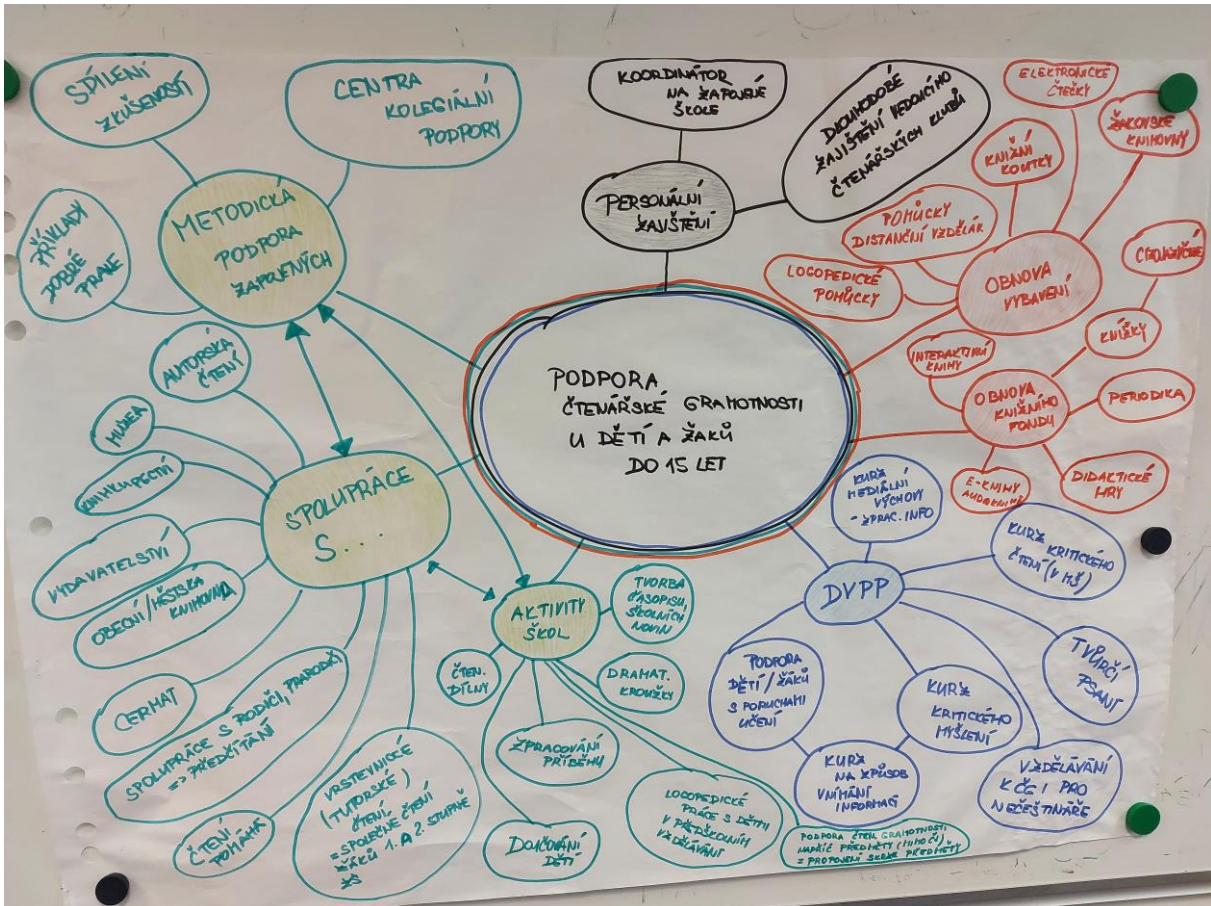 SDÍLENÍ
ZKUŠENOSTÍ
CENTRA
KOLEGIÁLNÍ
PODPORY
KOORDINÁTOR
NA ZAPOJENÉ
ŠKOLE
DLOUHODOBÉ
ZAJIŠTĚNÍ VEDOUCÍHO
ČTENÁŘSKÝCH KLUBŮ
ELEKTRONICKÉ
ČTEČKY
ŽÁKOVSKÉ
KNIHOVNY
KNIŽNÍ
KOUTKY
METODICKÁ
PODPORA
ZAPOJENÝCH
PERSONÁLNÍ
ZAJIŠTĚNÍ
POMŮCKY
DISTANČNÍ VZDĚLÁV.
LOGOPEDICKÉ
POMŮCKY
OBNOVA
VYBAVENÍ
CIZOJAZYČNÉ
PŘÍKLADY
DOBRÉ
PRAXE
AUTORSKÁ
ČTENÍ
PODPORA
ČTENÁŘSKÉ GRAMOTNOSTI
U DĚTÍ A ŽÁKŮ
DO 15 LET
INTERAKTIVNÍ
KNIHY
KNÍŽKY
OBNOVA
KNIŽNÍHO
FONDU
PERIODIKA
E-KNIHY
AUDIOKNIHY
DIDAKTICKÉ
HRY
MUZEA
KNIHKUPECTVÍ
SPOLUPRÁCE
S...
VYDAVATELSTVÍ
OBECNÍ/MĚSTSKÁ
KNIHOVNA
CERMAT
SPOLUPRÁCE S RODIČI, PRARODIČI
=> PŘEDČÍTÁNÍ
ČTENÍ
POMÁHÁ
VRSTEVNICKÉ
(TUTORSKÉ)
ČTENÍ,
=SPOLEČNÉ ČTENÍ
ŽÁKŮ 1. A 2. STUPNĚ
ZŠ
AKTIVITY
ŠKOL
TVORBA
ČASOPISU,
ŠKOLNÍCH
NOVIN
ČTEN.
DÍLNY
DRAMAT.
KROUŽKY
ZPRACOVÁNÍ
PŘÍBĚHU
DOUČOVÁNÍ
DĚTÍ
LOGOPEDICKÉ
PRÁCE S DĚTMI
V PŘEDŠKOLNÍM
VZDĚLÁVÁNÍ
PODPORA ČTEN. GRAMOTNOSTI
NAPŘÍČ PŘEDMĚTY (MIMO ČJ)
= PROPOJENÍ SKRZE PŘEDMĚTY
KURZ
MEDIÁLNÍ
VÝCHOVY
- ZPRAC. INFO
KURZ KRITICKÉHO
ČTENÍ (V MŠ)
DVPP
TVŮRČÍ
PSANÍ
PODPORA
DĚTÍ/ŽÁKŮ
S PORUCHAMI
UČENÍ
KURZ
KRITICKÉHO
MYŠLENÍ
KURZ
NA ZPŮSOB
VNÍMÁNÍ
INFORMACÍ
VZDĚLÁVÁNÍ
K ČG I PRO
NEČEŠTINÁŘE